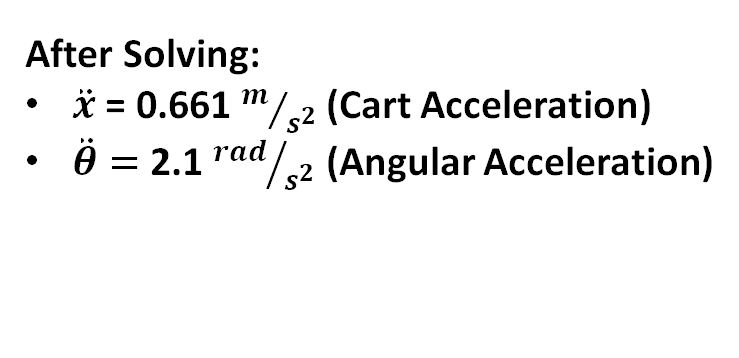 After Solving:
• ẍ = 0.661 m/s² (Cart Acceleration)
• θ̈ = 2.1 rad/s² (Angular Acceleration)